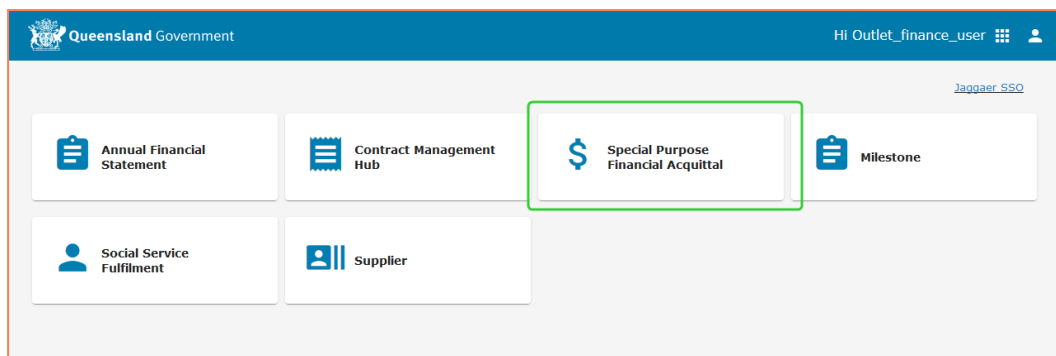 Queensland Government
Hi Outlet_finance_user
Jaggaer SSO
Annual Financial
Statement
Contract Management
Hub
Special Purpose
Financial Acquittal
Milestone
Social Service
Fulfilment
Supplier